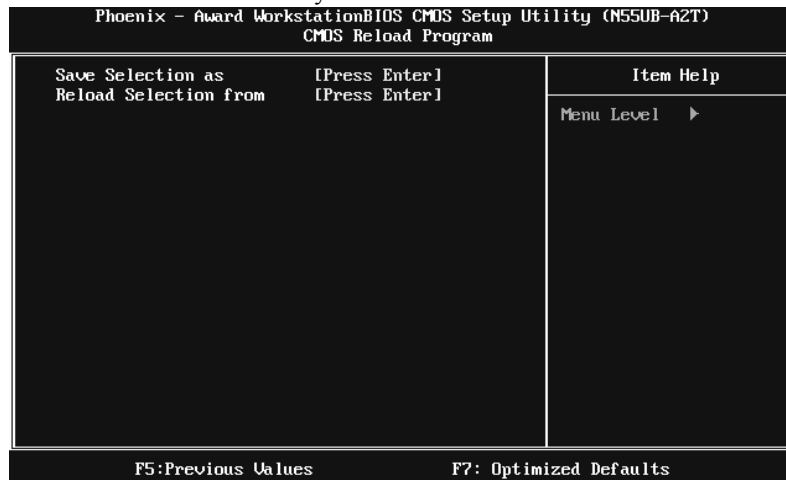 Phoenix - Award WorkstationBIOS CMOS Setup Utility (N55UB-A2T)
CMOS Reload Program
Save Selection as [Press Enter]
Reload Selection from [Press Enter]
Item Help
Menu Level ▶
F5:Previous Values F7: Optimized Defaults